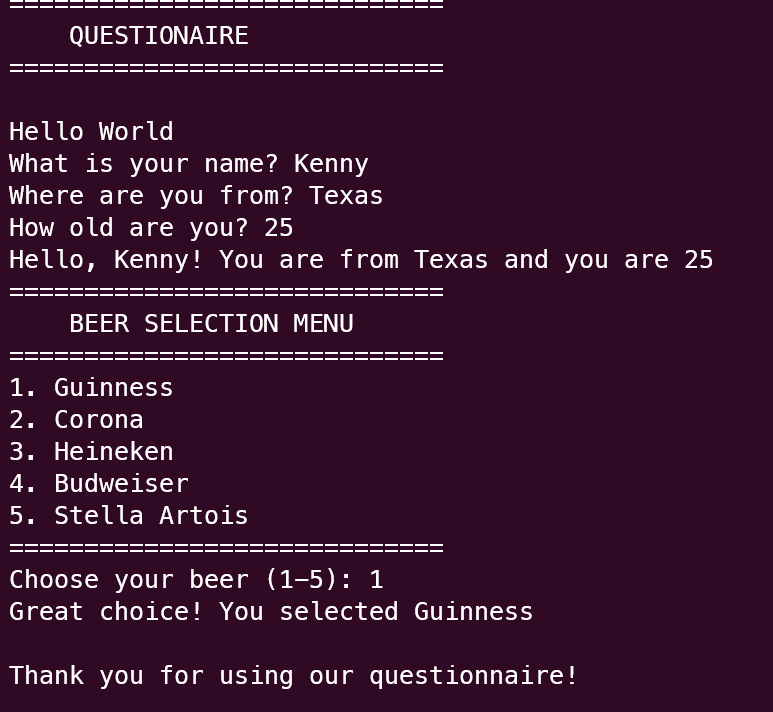 =============================
QUESTIONAIRE
=============================
Hello World
What is your name? Kenny
Where are you from? Texas
How old are you? 25
Hello, Kenny! You are from Texas and you are 25
=============================
BEER SELECTION MENU
=============================
1. Guinness
2. Corona
3. Heineken
4. Budweiser
5. Stella Artois
=============================
Choose your beer (1–5): 1
Great choice! You selected Guinness
Thank you for using our questionnaire!